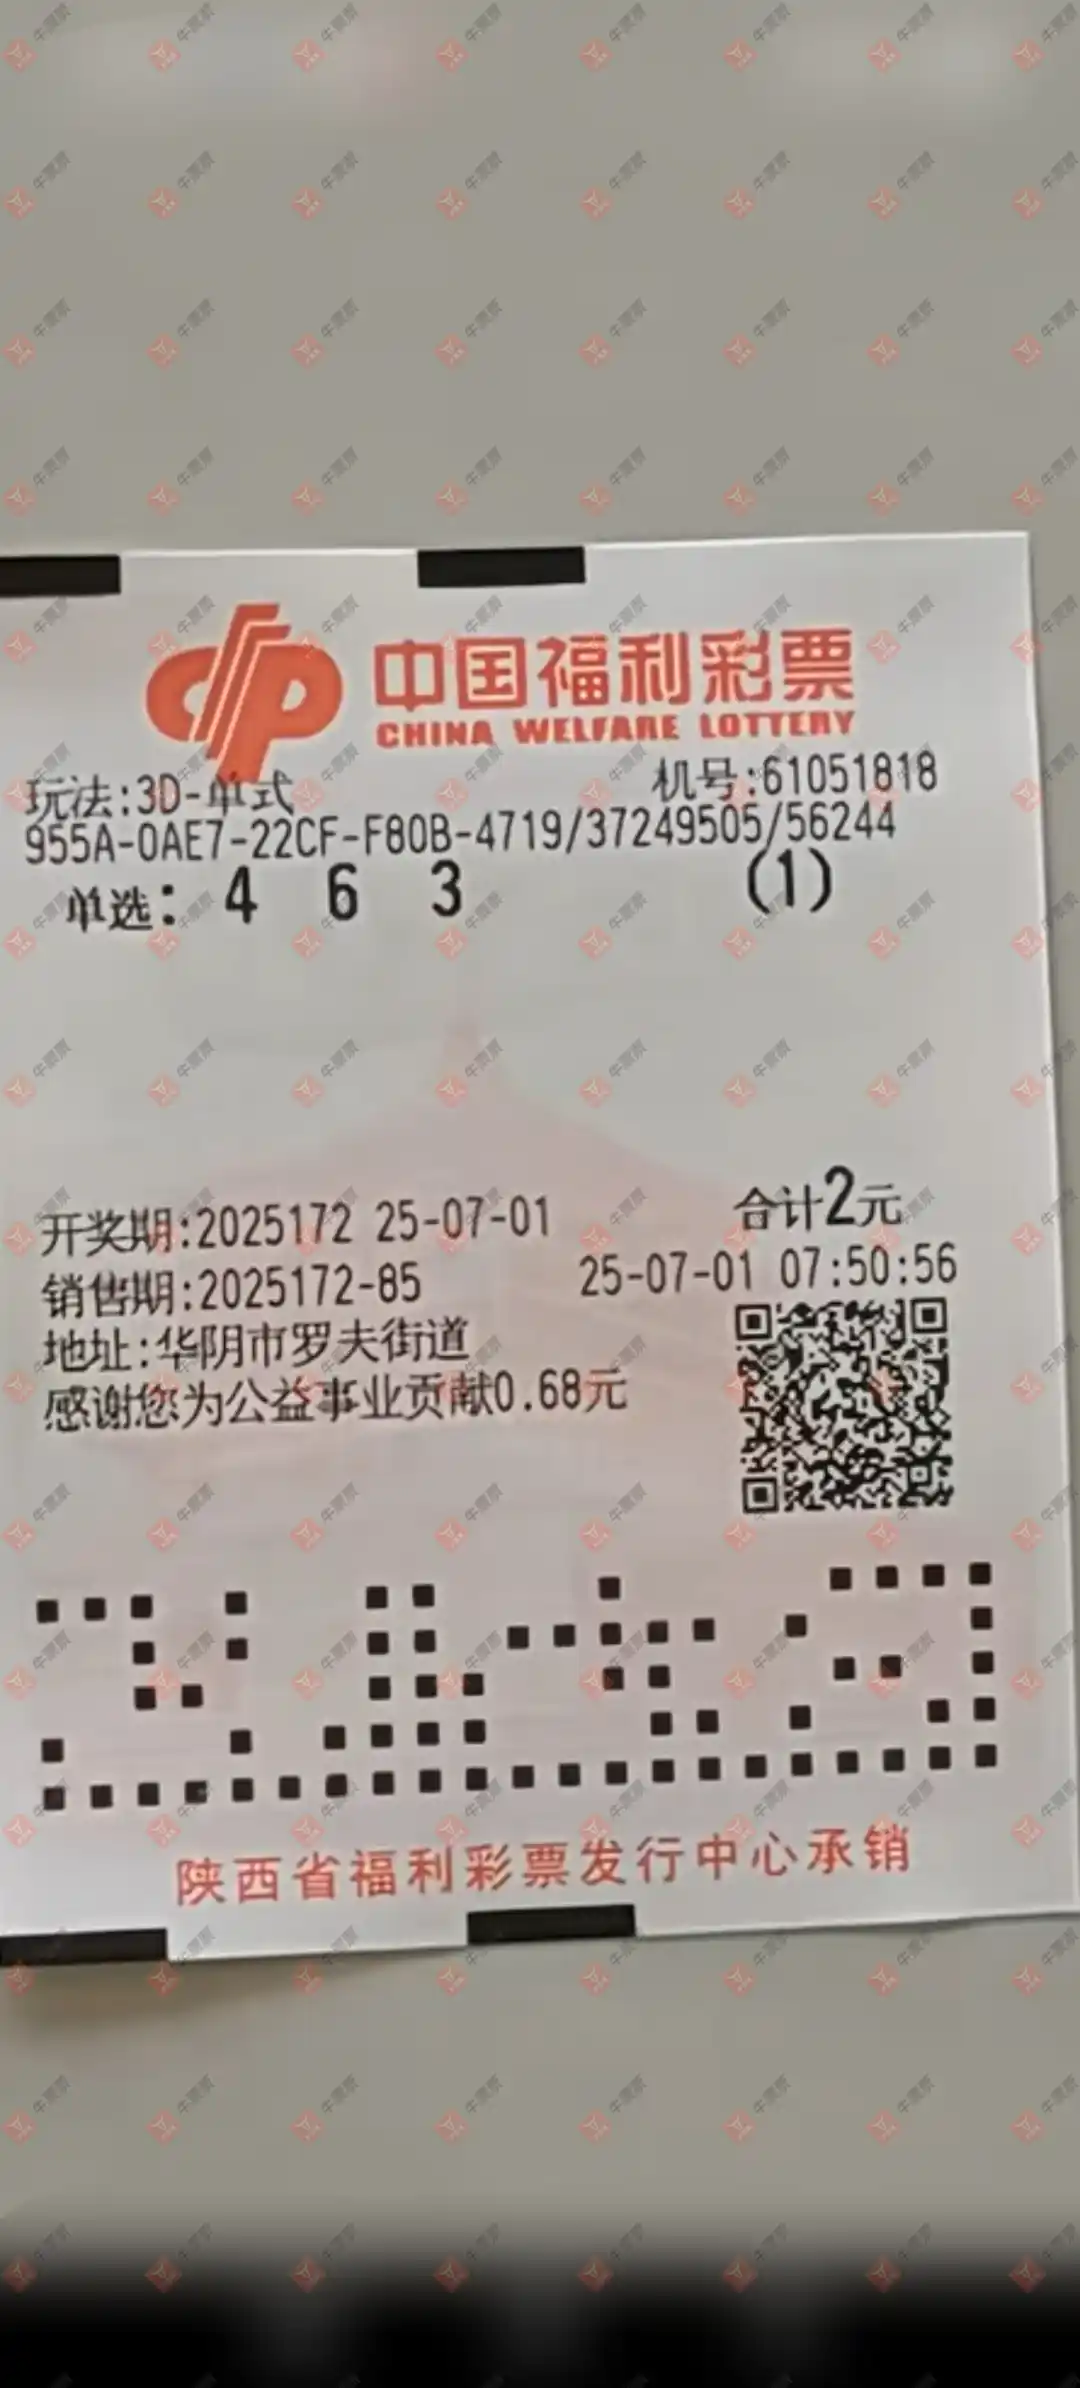 中国福利彩票
CHINA WELFARE LOTTERY
玩法:3D-单式 机号:61051818
955A-0AE7-22CF-F80B-4719/37249505/56244
单选: 4 6 3 (1)
开奖期:2025172 25-07-01 合计2元
销售期:2025172-85 25-07-01 07:50:56
地址:华阴市罗夫街道
感谢您为公益事业贡献0.68元
陕西省福利彩票发行中心承销